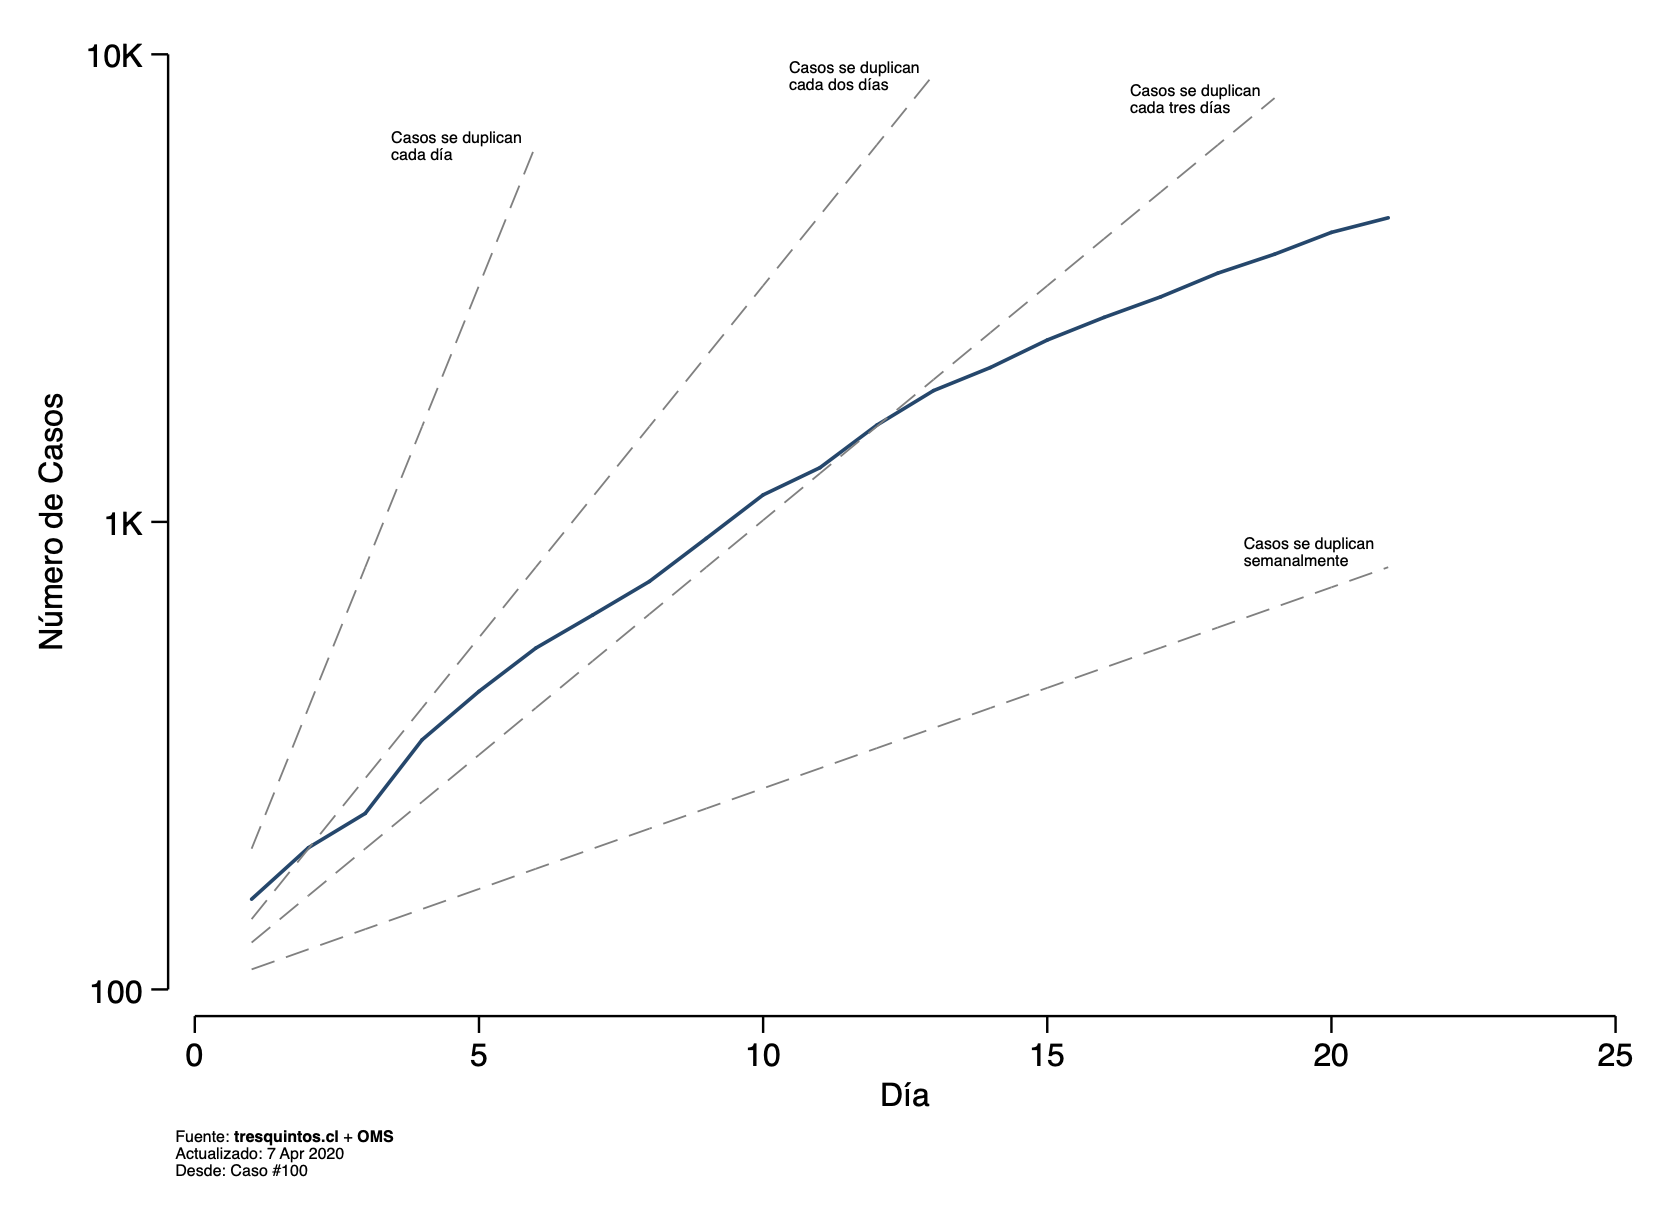 10K
Casos se duplican
cada dos días
Casos se duplican
cada tres días
Casos se duplican
cada día
Número de Casos
1K
Casos se duplican
semanalmente
100
0 5 10 15 20 25
Día
Fuente: tresquintos.cl + OMS
Actualizado: 7 Apr 2020
Desde: Caso #100